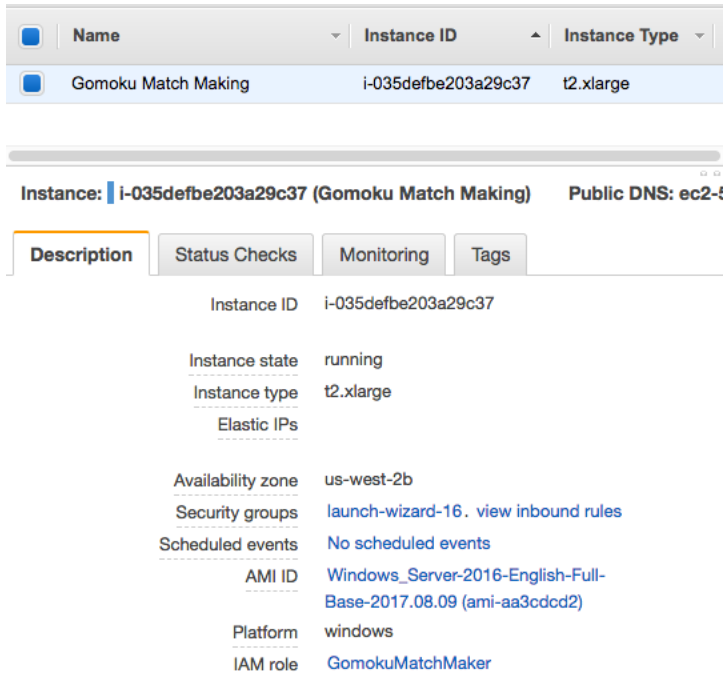 Name Instance ID Instance Type
Gomoku Match Making i-035defbe203a29c37 t2.xlarge
Instance: i-035defbe203a29c37 (Gomoku Match Making) Public DNS: ec2-5
Description Status Checks Monitoring Tags
Instance ID i-035defbe203a29c37
Instance state running
Instance type t2.xlarge
Elastic IPs
Availability zone us-west-2b
Security groups launch-wizard-16. view inbound rules
Scheduled events No scheduled events
AMI ID Windows_Server-2016-English-Full-
Base-2017.08.09 (ami-aa3cdcd2)
Platform windows
IAM role GomokuMatchMaker